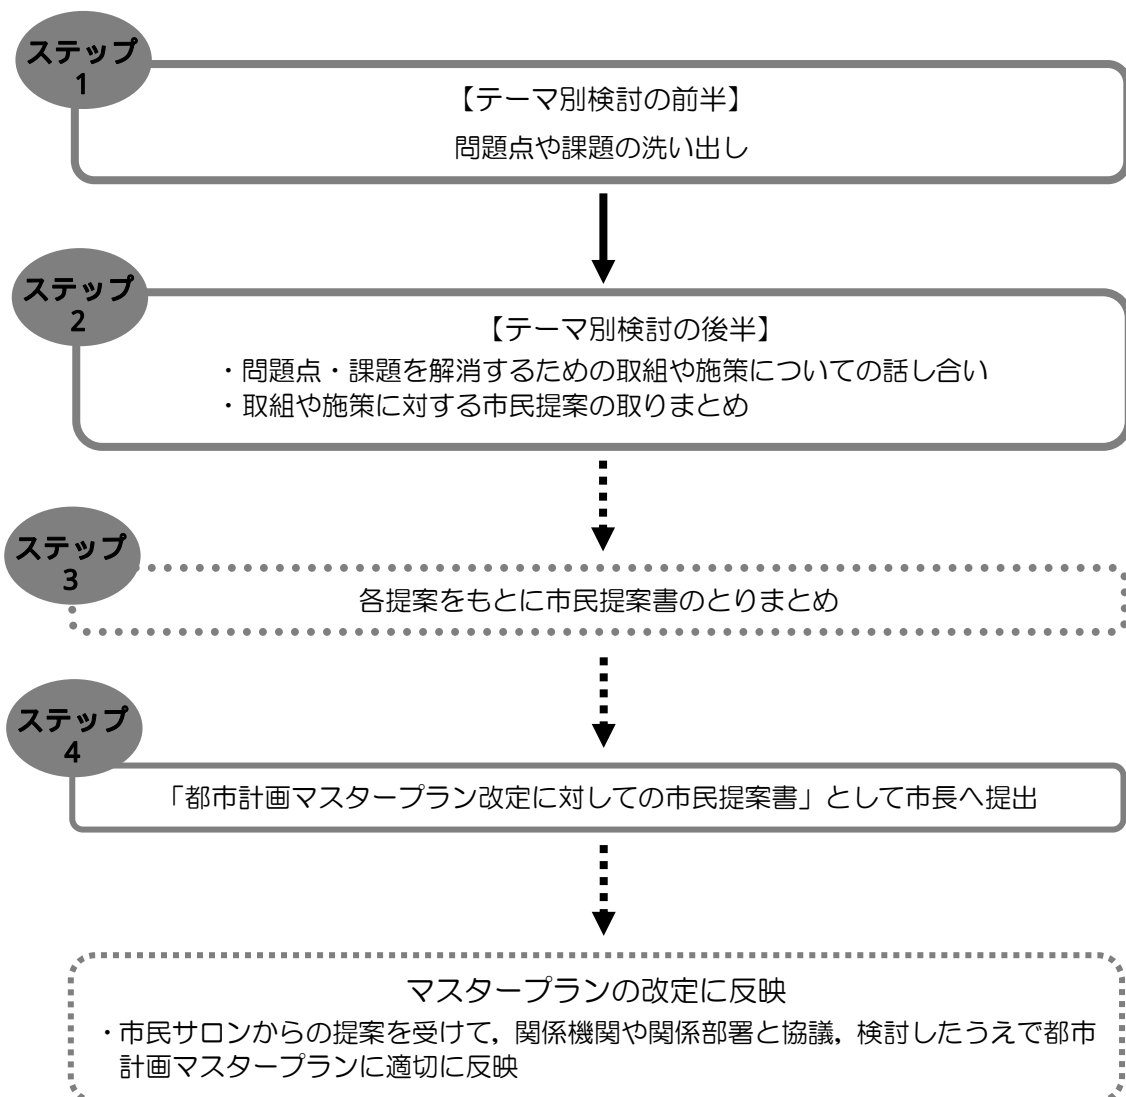 ステップ
1
【テーマ別検討の前半】
問題点や課題の洗い出し
ステップ
2
【テーマ別検討の後半】
・問題点・課題を解消するための取組や施策についての話し合い
・取組や施策に対する市民提案の取りまとめ
ステップ
3
各提案をもとに市民提案書のとりまとめ
ステップ
4
「都市計画マスタープラン改定に対しての市民提案書」として市長へ提出
マスタープランの改定に反映
・市民サロンからの提案を受けて，関係機関や関係部署と協議，検討したうえで都市
計画マスタープランに適切に反映